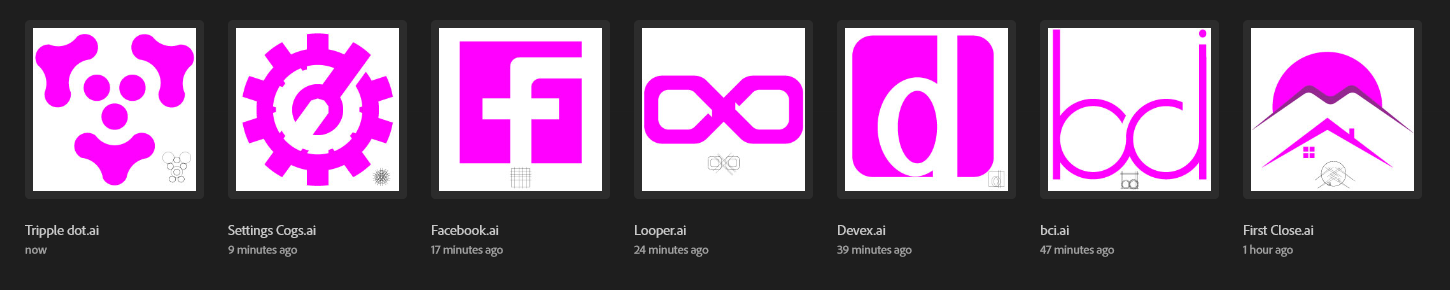 f
d
bci
Tripple dot.ai
now
Settings Cogs.ai
9 minutes ago
Facebook.ai
17 minutes ago
Looper.ai
24 minutes ago
Devex.ai
39 minutes ago
bci.ai
47 minutes ago
First Close.ai
1 hour ago